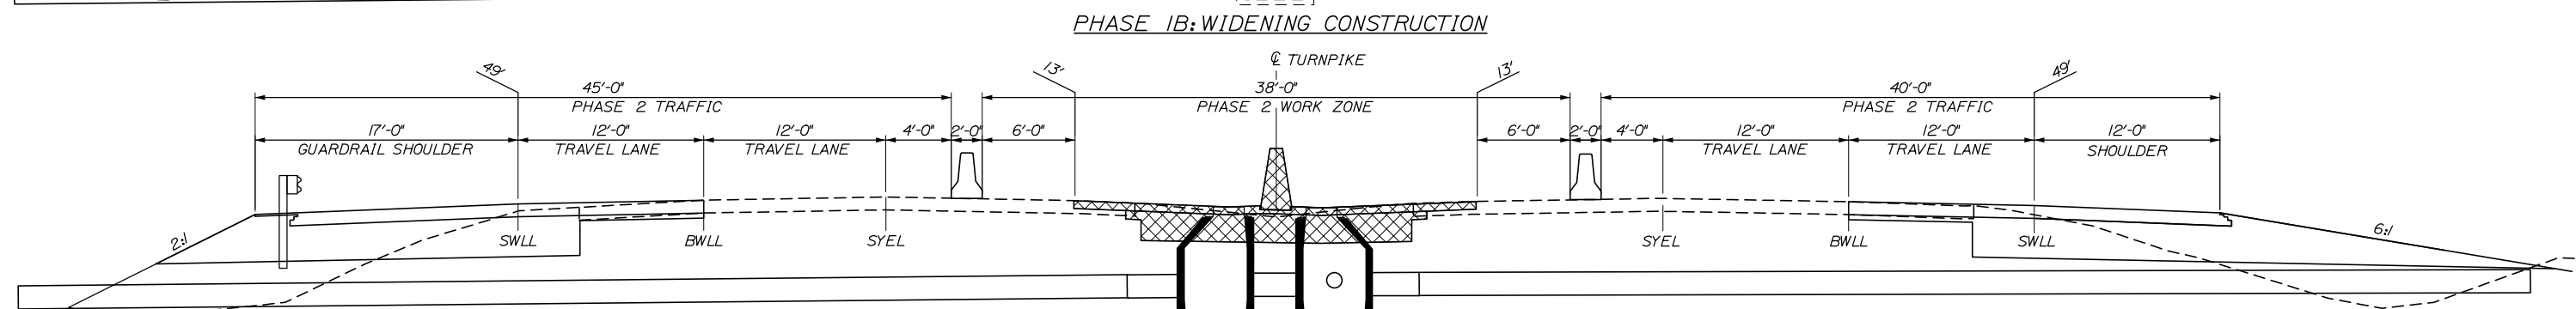 PHASE 1B: WIDENING CONSTRUCTION
℄ TURNPIKE
49' 13' 13' 49'
45'-0" 38'-0" 40'-0"
PHASE 2 TRAFFIC PHASE 2 WORK ZONE PHASE 2 TRAFFIC
17'-0" 12'-0" 12'-0" 4'-0" 2'-0" 6'-0" 6'-0" 2'-0" 4'-0" 12'-0" 12'-0" 12'-0"
GUARDRAIL SHOULDER TRAVEL LANE TRAVEL LANE TRAVEL LANE TRAVEL LANE SHOULDER
2:1 SWLL BWLL SYEL SYEL BWLL SWLL 6:1